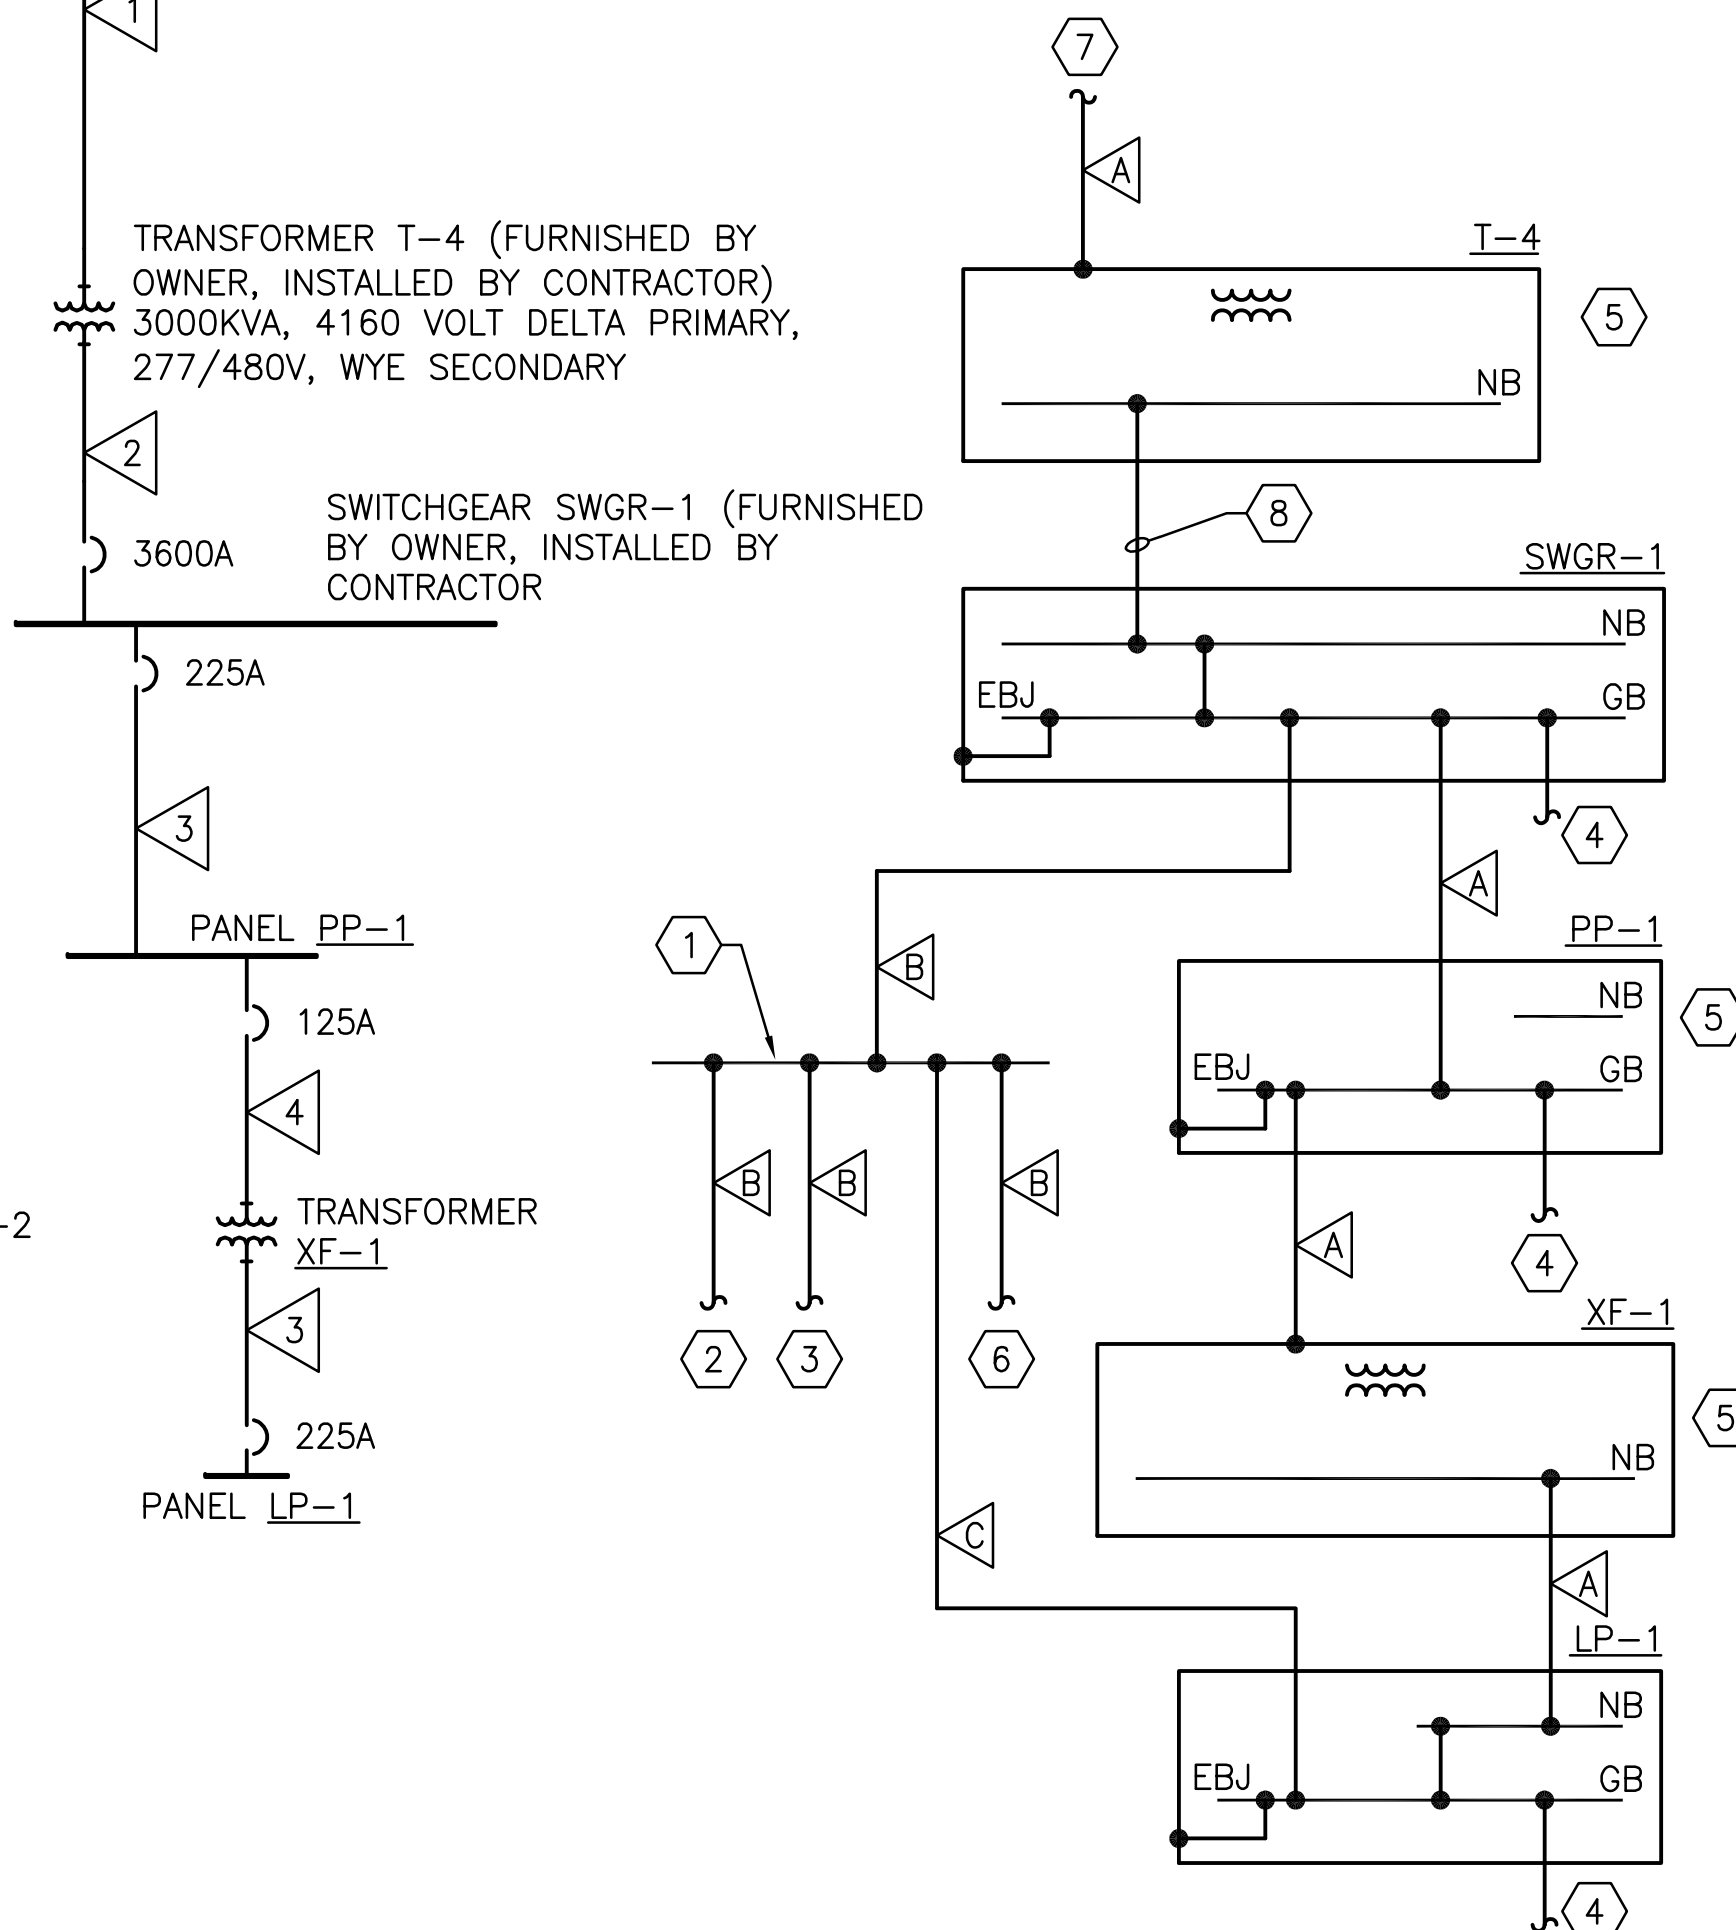 1
TRANSFORMER T-4 (FURNISHED BY
OWNER, INSTALLED BY CONTRACTOR)
3000KVA, 4160 VOLT DELTA PRIMARY,
277/480V, WYE SECONDARY
2
3600A
SWITCHGEAR SWGR-1 (FURNISHED
BY OWNER, INSTALLED BY
CONTRACTOR
225A
3
PANEL PP-1
125A
4
TRANSFORMER
XF-1
-2
3
225A
PANEL LP-1
7
A
T-4
5
NB
8
SWGR-1
NB
EBJ
GB
4
A
B
1
B
B
B
2
3
6
C
PP-1
NB
5
EBJ
GB
A
4
XF-1
5
NB
A
LP-1
NB
EBJ
GB
4